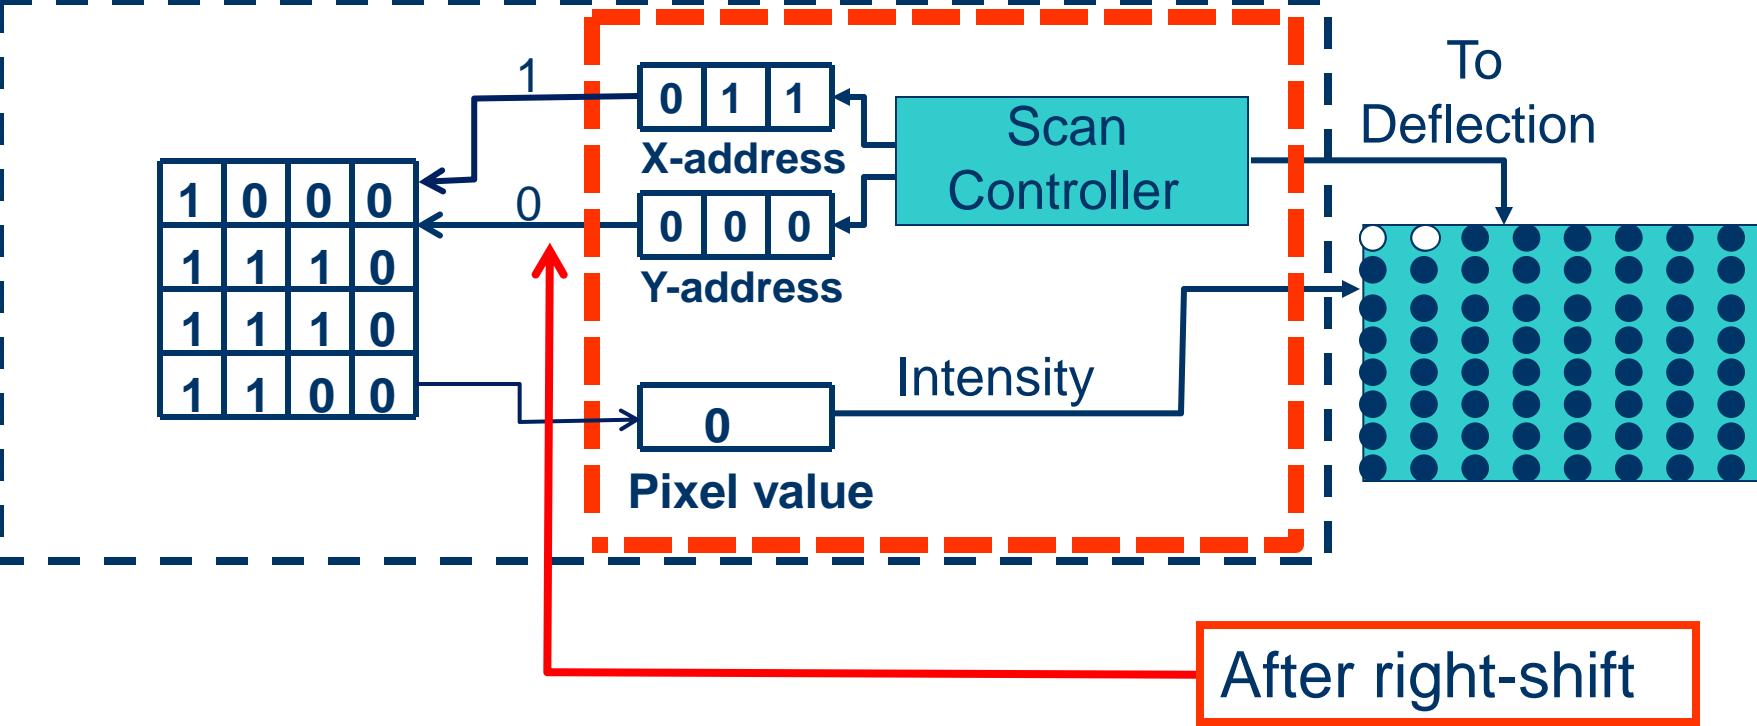 To
Deflection
1
0 1 1
X-address
Scan
Controller
0
0 0 0
Y-address
1 0 0 0
1 1 1 0
1 1 1 0
1 1 0 0
Intensity
0
Pixel value
After right-shift